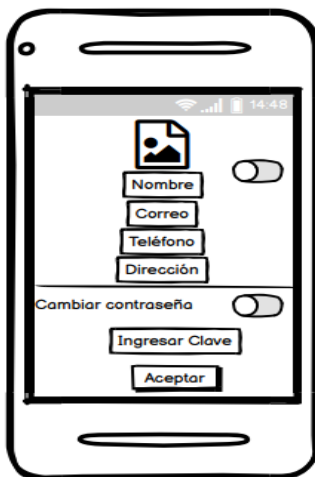 14:48
Nombre
Correo
Teléfono
Dirección
Cambiar contraseña
Ingresar Clave
Aceptar